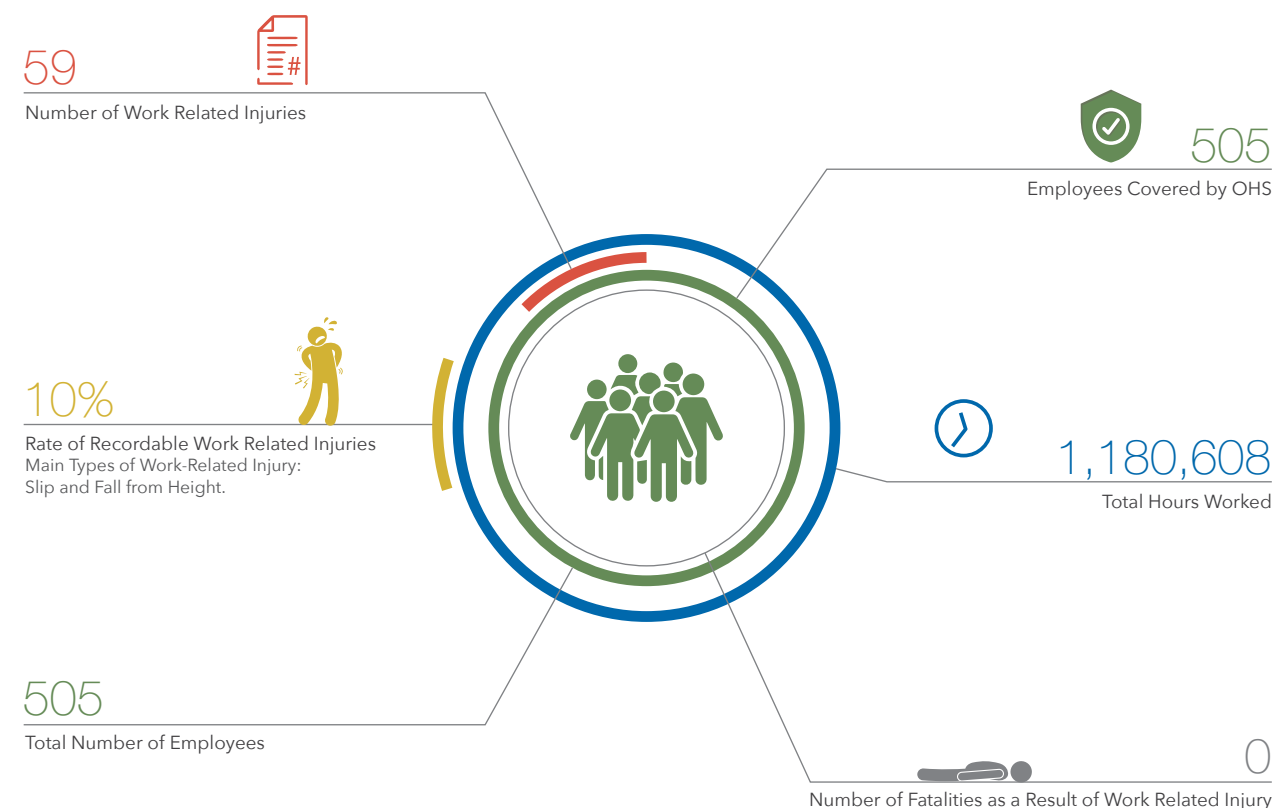 59
#
Number of Work Related Injuries
505
Employees Covered by OHS
10%
Rate of Recordable Work Related Injuries
Main Types of Work-Related Injury:
Slip and Fall from Height.
1,180,608
Total Hours Worked
505
Total Number of Employees
0
Number of Fatalities as a Result of Work Related Injury